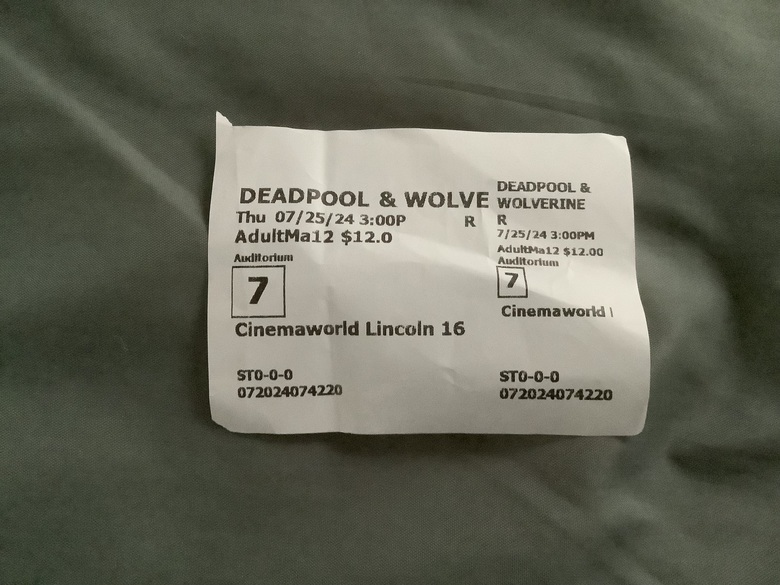 DEADPOOL & WOLVE
Thu 07/25/24 3:00P R
AdultMa12 $12.0
Auditorium
7
Cinemaworld Lincoln 16
ST0-0-0
072024074220
DEADPOOL &
WOLVERINE
R
7/25/24 3:00PM
AdultMa12 $12.00
Auditorium
7
Cinemaworld
ST0-0-0
072024074220